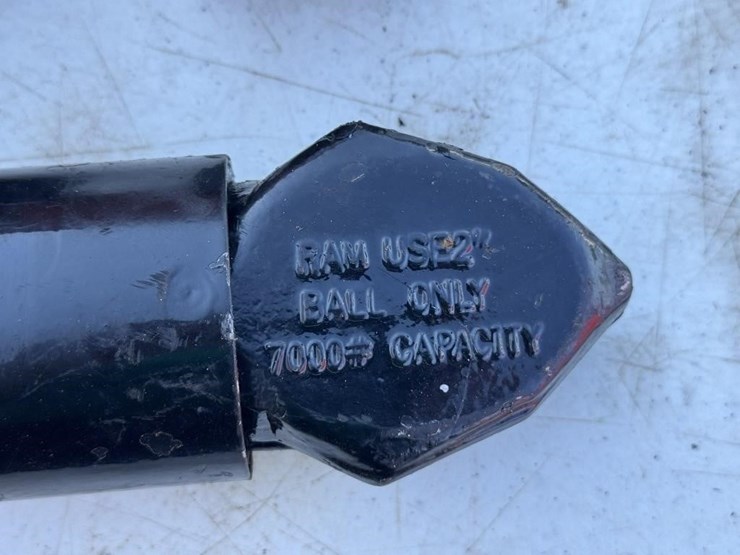 RAM USE 2"
BALL ONLY
7000# CAPACITY